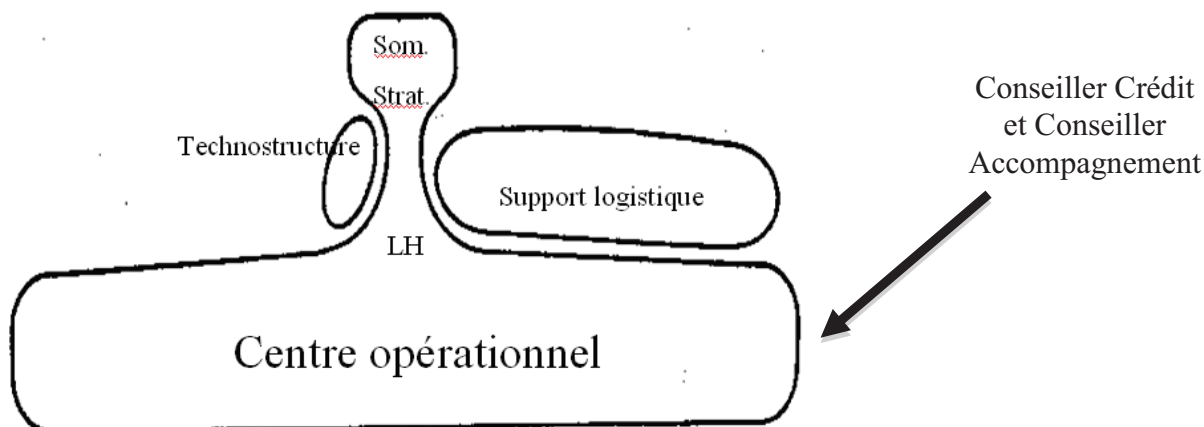 Som.
Strat.
Technostructure
Support logistique
LH
Centre opérationnel
Conseiller Crédit
et Conseiller
Accompagnement